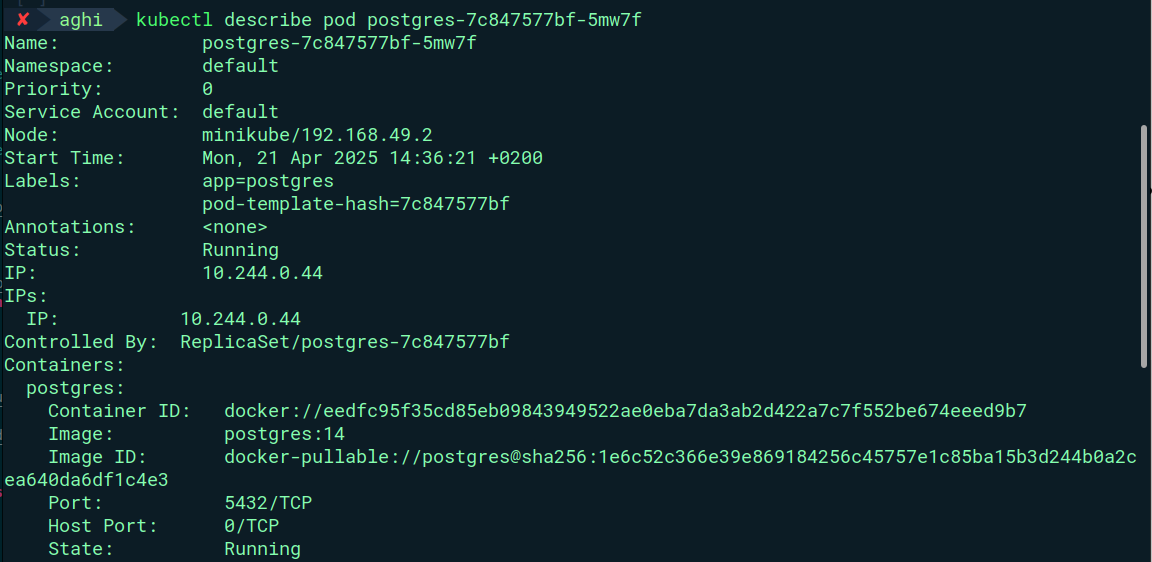 ✘ aghi kubectl describe pod postgres-7c847577bf-5mw7f
Name:             postgres-7c847577bf-5mw7f
Namespace:        default
Priority:         0
Service Account:  default
Node:             minikube/192.168.49.2
Start Time:       Mon, 21 Apr 2025 14:36:21 +0200
Labels:           app=postgres
                  pod-template-hash=7c847577bf
Annotations:      <none>
Status:           Running
IP:               10.244.0.44
IPs:
  IP:           10.244.0.44
Controlled By:  ReplicaSet/postgres-7c847577bf
Containers:
  postgres:
    Container ID:   docker://eedfc95f35cd85eb09843949522ae0eba7da3ab2d422a7c7f552be674eeed9b7
    Image:          postgres:14
    Image ID:       docker-pullable://postgres@sha256:1e6c52c366e39e869184256c45757e1c85ba15b3d244b0a2c
ea640da6df1c4e3
    Port:           5432/TCP
    Host Port:      0/TCP
    State:          Running